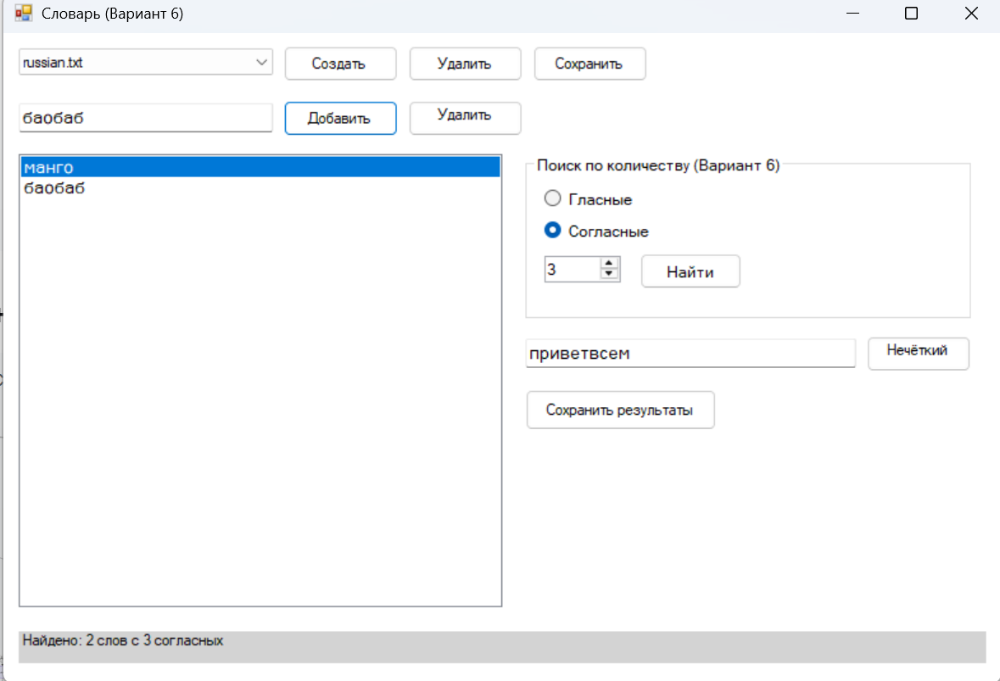 Словарь (Вариант 6)
russian.txt
Создать
Удалить
Сохранить
баобаб
Добавить
Удалить
манго
баобаб
Поиск по количеству (Вариант 6)
Гласные
Согласные
3
Найти
приветвсем
Нечёткий
Сохранить результаты
Найдено: 2 слов с 3 согласных